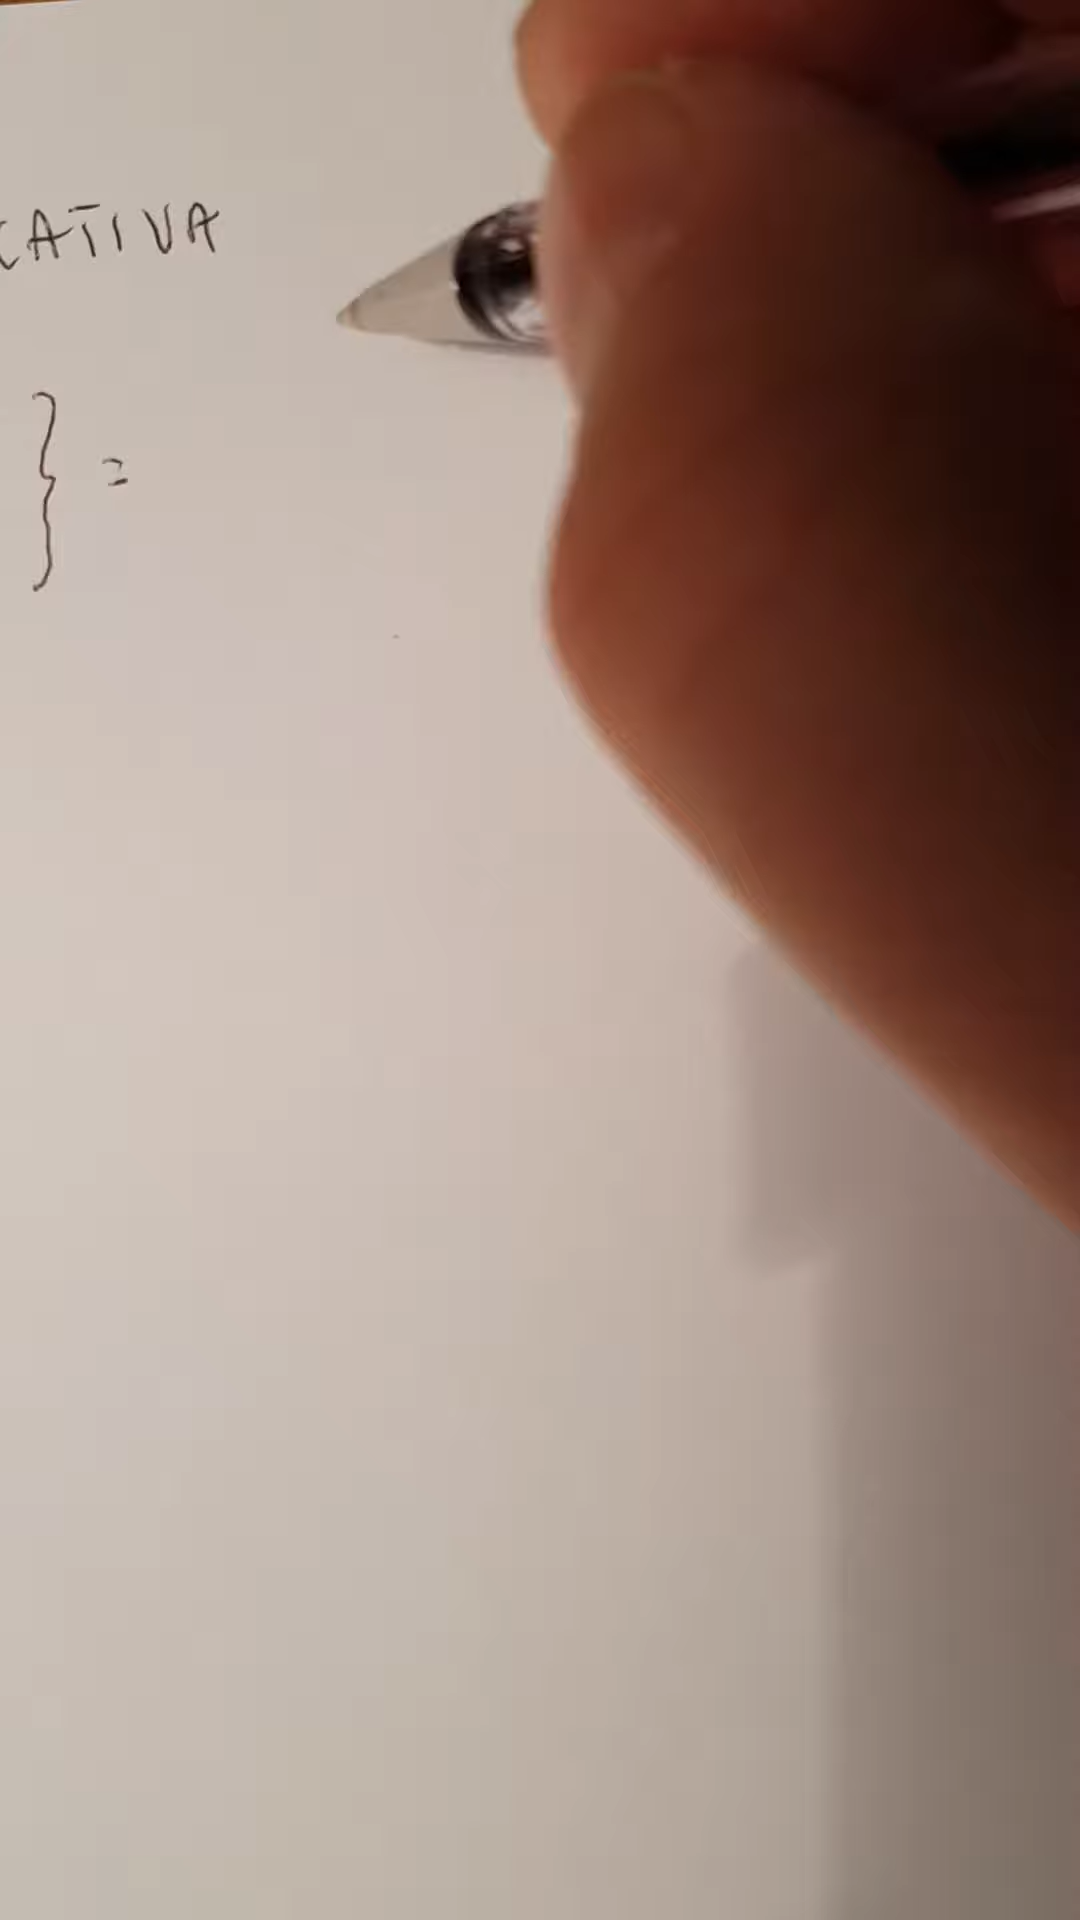 CATIVA
} =